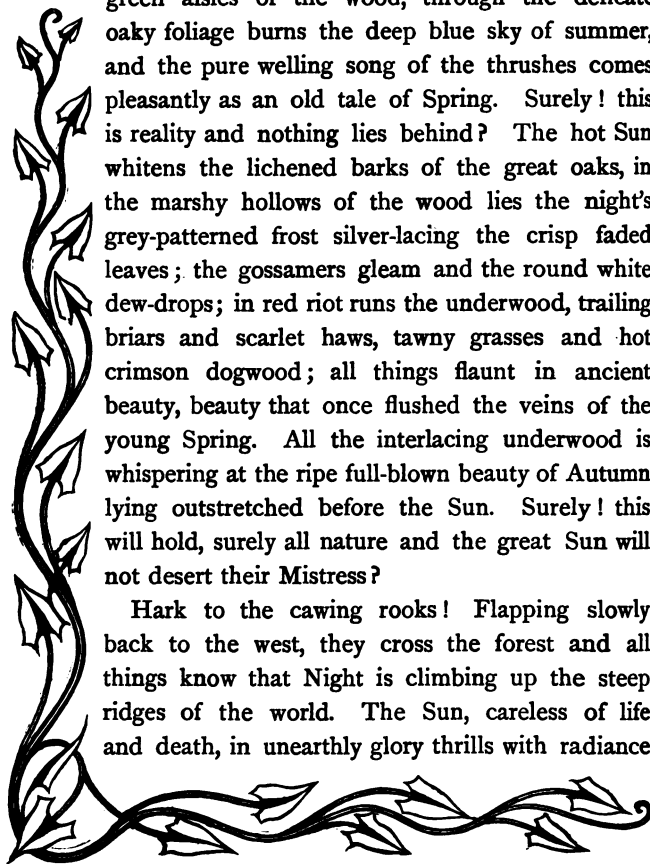 green aisles of the wood, through the delicate
oaky foliage burns the deep blue sky of summer,
and the pure welling song of the thrushes comes
pleasantly as an old tale of Spring. Surely! this
is reality and nothing lies behind? The hot Sun
whitens the lichened barks of the great oaks, in
the marshy hollows of the wood lies the night's
grey-patterned frost silver-lacing the crisp faded
leaves; the gossamers gleam and the round white
dew-drops; in red riot runs the underwood, trailing
briars and scarlet haws, tawny grasses and hot
crimson dogwood; all things flaunt in ancient
beauty, beauty that once flushed the veins of the
young Spring. All the interlacing underwood is
whispering at the ripe full-blown beauty of Autumn
lying outstretched before the Sun. Surely! this
will hold, surely all nature and the great Sun will
not desert their Mistress?
Hark to the cawing rooks! Flapping slowly
back to the west, they cross the forest and all
things know that Night is climbing up the steep
ridges of the world. The Sun, careless of life
and death, in unearthly glory thrills with radiance